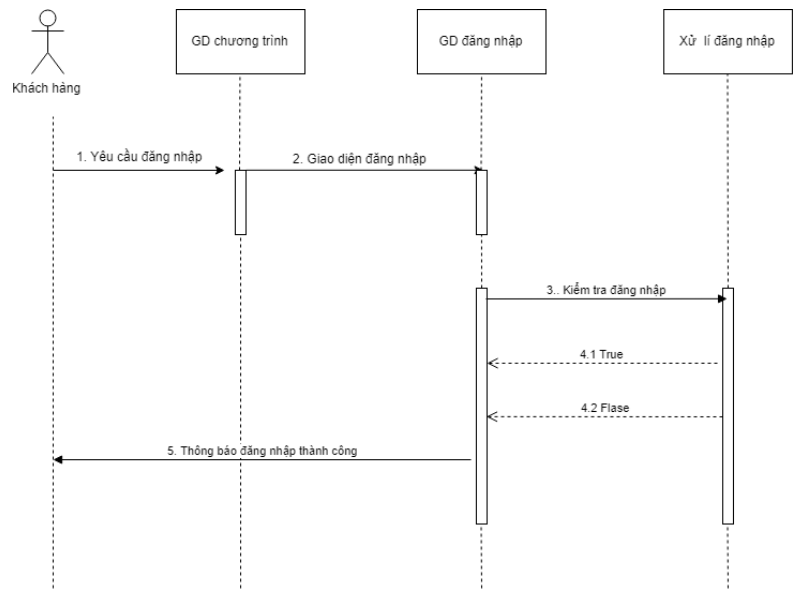 GD chương trình
GD đăng nhập
Xử lí đăng nhập
Khách hàng
1. Yêu cầu đăng nhập
2. Giao diện đăng nhập
3.. Kiểm tra đăng nhập
4.1 True
4.2 Flase
5. Thông báo đăng nhập thành công